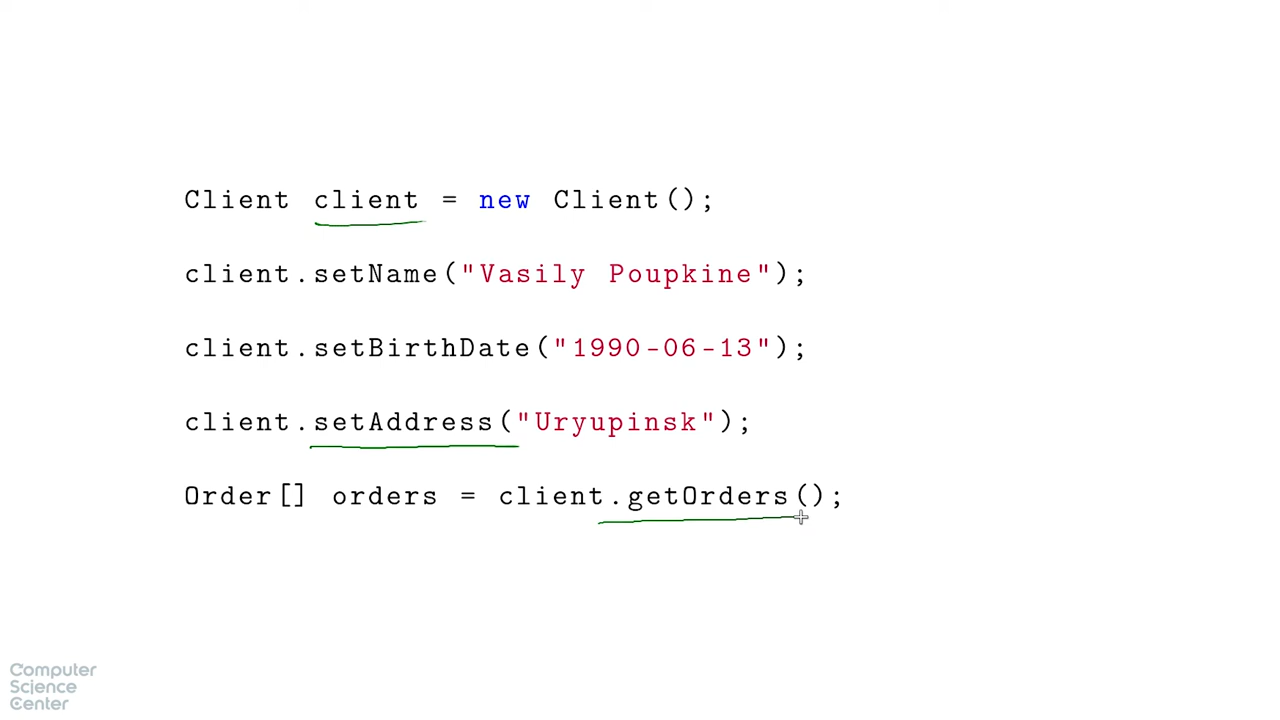 Client client = new Client();
client.setName("Vasily Poupkine");
client.setBirthDate("1990-06-13");
client.setAddress("Uryupinsk");
Order[] orders = client.getOrders();
Computer
Science
Center